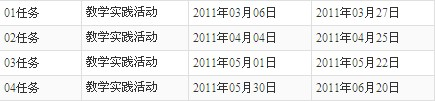 01任务 教学实践活动 2011年03月06日 2011年03月27日
02任务 教学实践活动 2011年04月04日 2011年04月25日
03任务 教学实践活动 2011年05月01日 2011年05月22日
04任务 教学实践活动 2011年05月30日 2011年06月20日